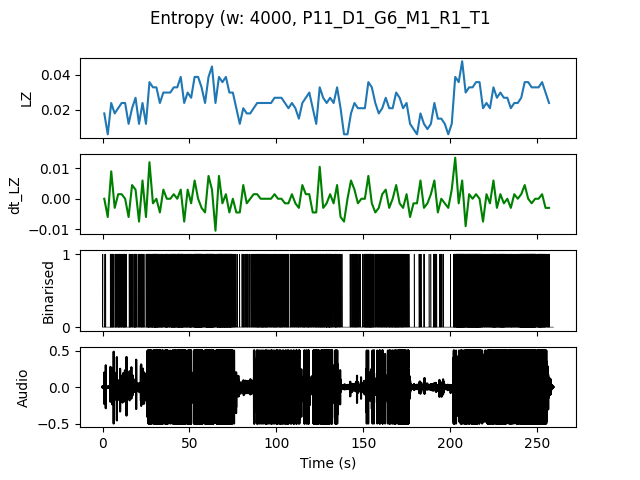 Entropy (w: 4000, P11_D1_G6_M1_R1_T1
0.04
0.02
LZ
0.01
0.00
−0.01
dt_LZ
1
0
Binarised
0.5
0.0
−0.5
Audio
0 50 100 150 200 250
Time (s)